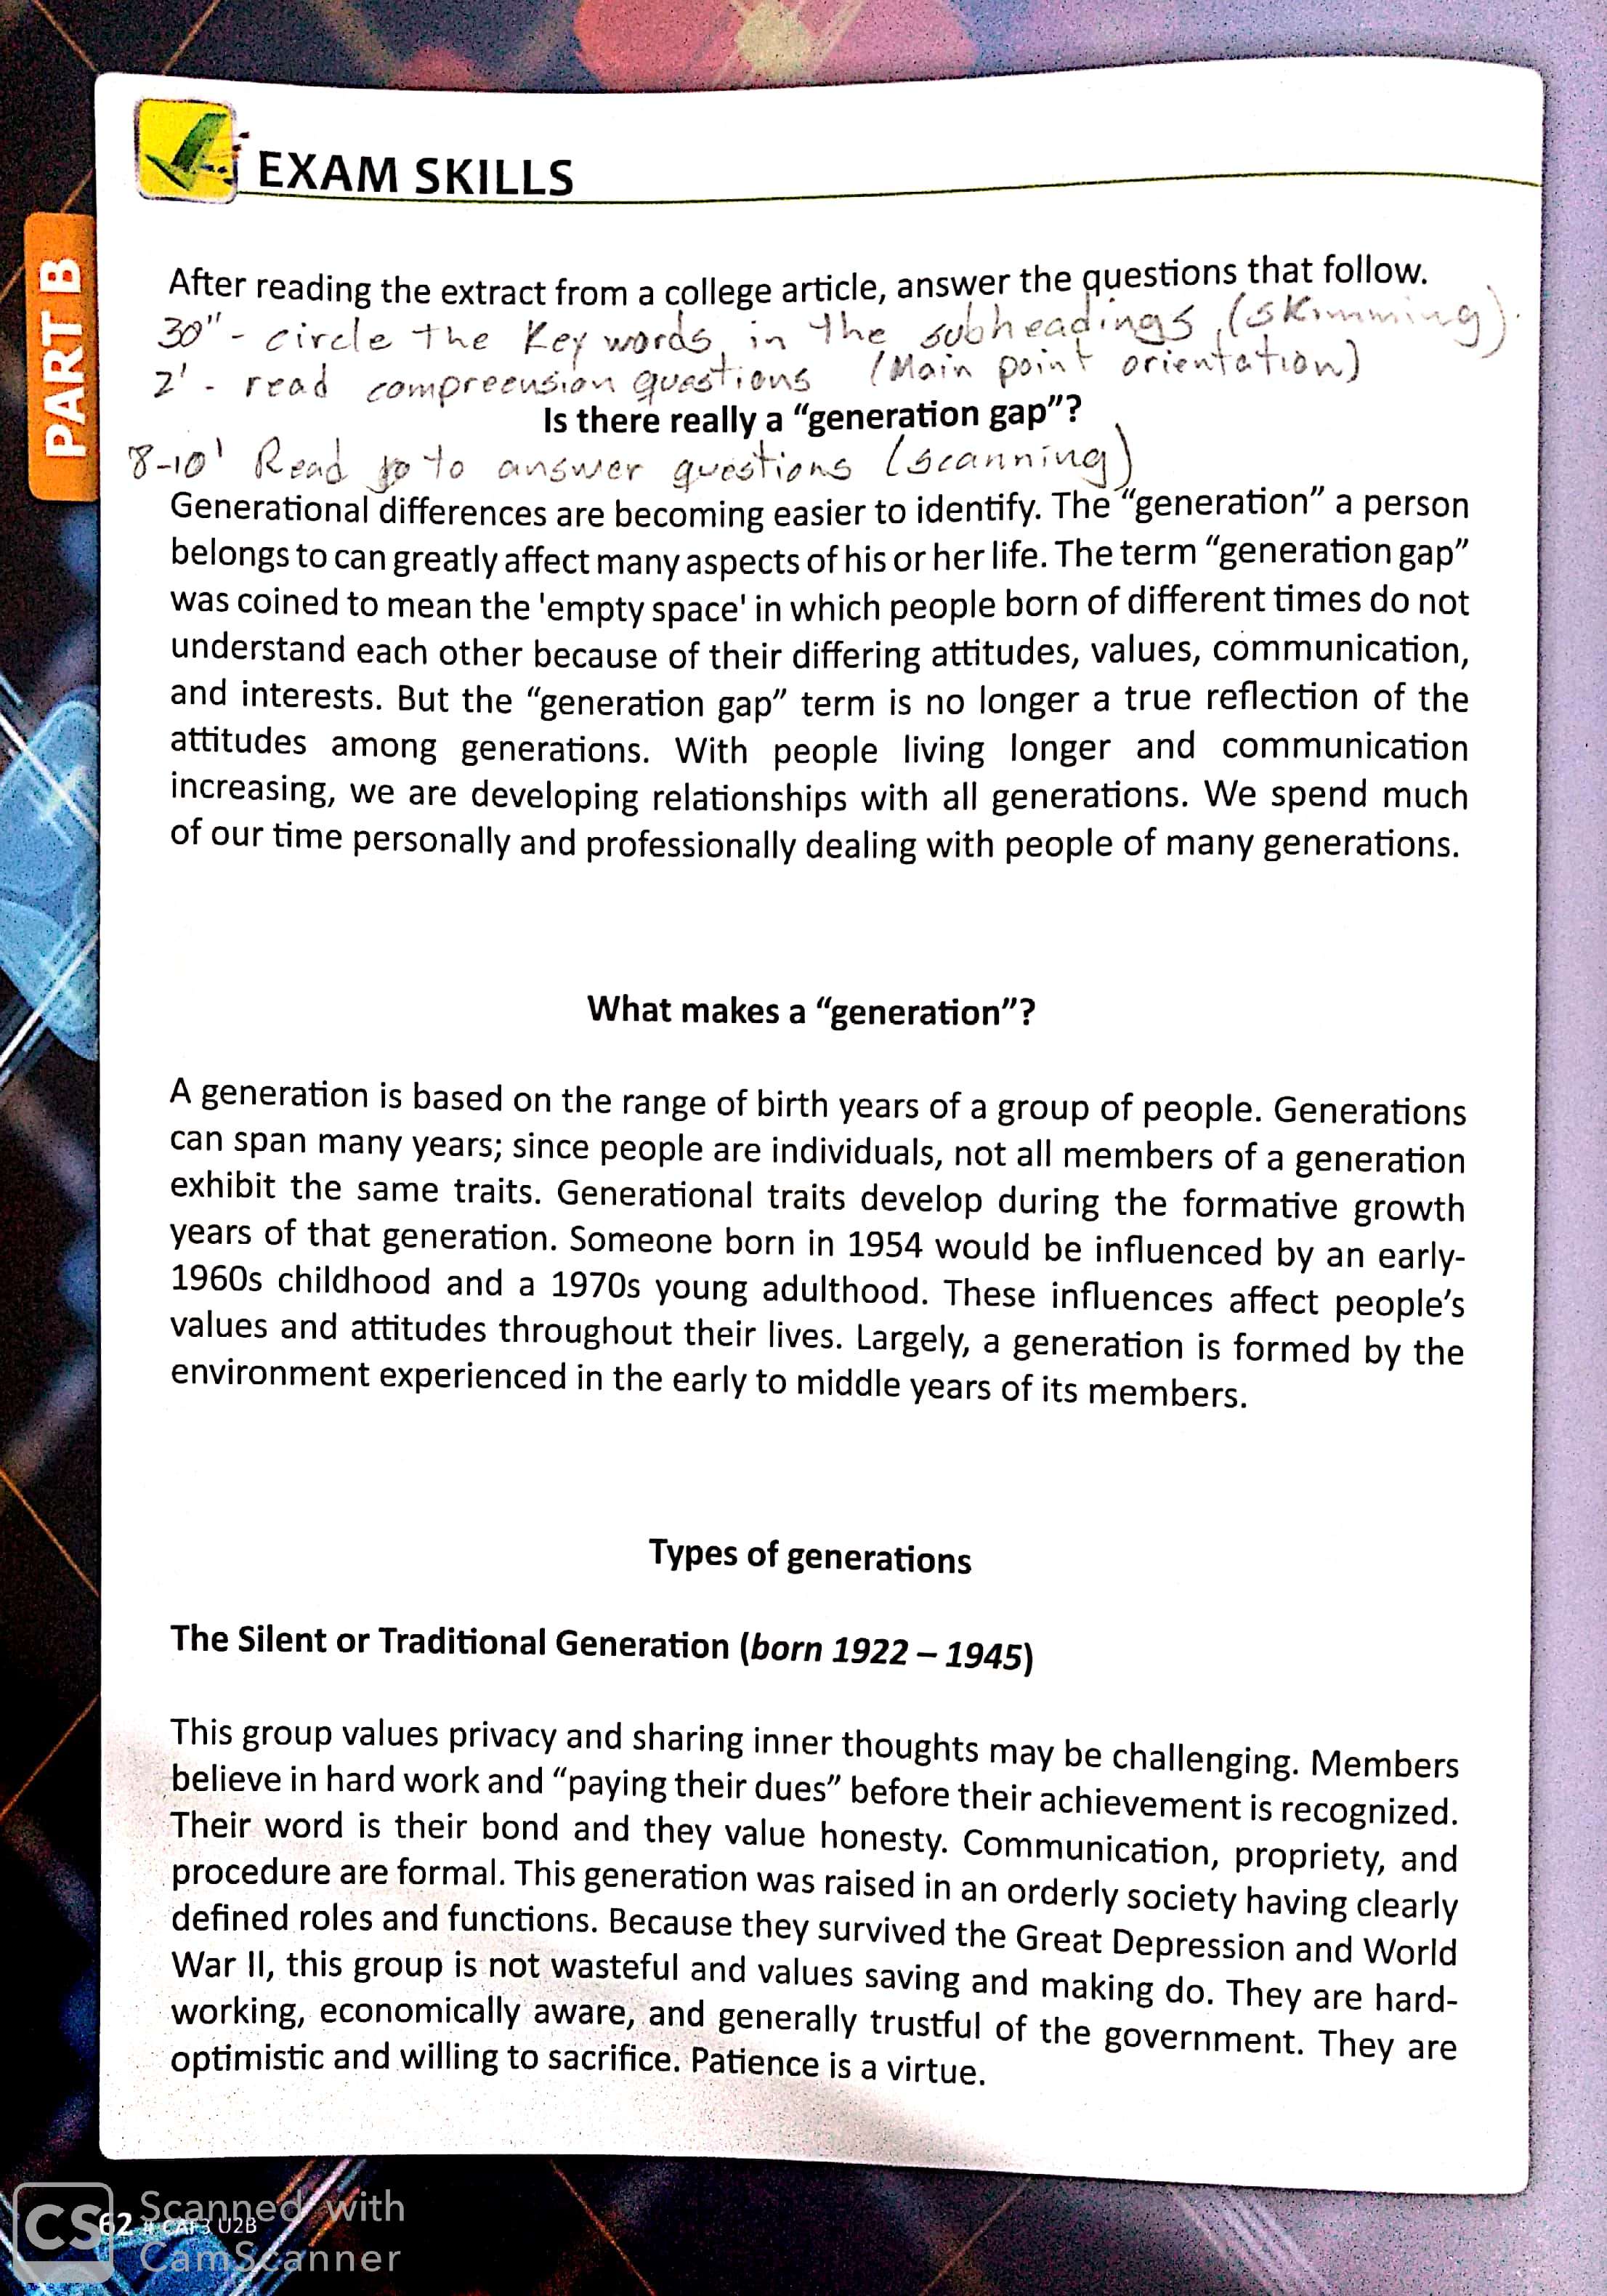 EXAM SKILLS
PART B
After reading the extract from a college article, answer the questions that follow.
30" - circle the key words in the subheadings (skimming).
2' - read compreension questions (Main point orientation)
Is there really a “generation gap”?
8-10' Read to answer questions (scanning)
Generational differences are becoming easier to identify. The “generation” a person
belongs to can greatly affect many aspects of his or her life. The term “generation gap”
was coined to mean the 'empty space' in which people born of different times do not
understand each other because of their differing attitudes, values, communication,
and interests. But the “generation gap” term is no longer a true reflection of the
attitudes among generations. With people living longer and communication
increasing, we are developing relationships with all generations. We spend much
of our time personally and professionally dealing with people of many generations.
What makes a “generation”?
A generation is based on the range of birth years of a group of people. Generations
can span many years; since people are individuals, not all members of a generation
exhibit the same traits. Generational traits develop during the formative growth
years of that generation. Someone born in 1954 would be influenced by an early-
1960s childhood and a 1970s young adulthood. These influences affect people’s
values and attitudes throughout their lives. Largely, a generation is formed by the
environment experienced in the early to middle years of its members.
Types of generations
The Silent or Traditional Generation (born 1922 – 1945)
This group values privacy and sharing inner thoughts may be challenging. Members
believe in hard work and “paying their dues” before their achievement is recognized.
Their word is their bond and they value honesty. Communication, propriety, and
procedure are formal. This generation was raised in an orderly society having clearly
defined roles and functions. Because they survived the Great Depression and World
War II, this group is not wasteful and values saving and making do. They are hard-
working, economically aware, and generally trustful of the government. They are
optimistic and willing to sacrifice. Patience is a virtue.
62 # CAF3 U2B
CS Scanned with
CamScanner